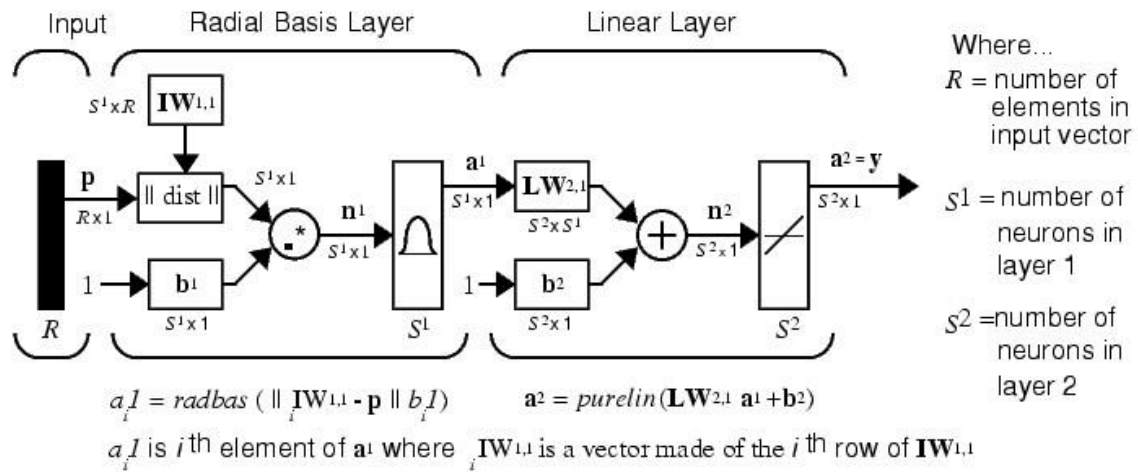 Input
Radial Basis Layer
Linear Layer
Where...
R = number of
elements in
input vector
S1 = number of
neurons in
layer 1
S2 =number of
neurons in
layer 2
S1xR
IW1,1
p
Rx1
|| dist ||
S1x1
.*
n1
S1x1
a1
S1x1
1
b1
S1x1
R
S1
LW2,1
S2xS1
+
n2
S2x1
a2 = y
S2x1
1
b2
S2x1
S2
ai1 = radbas ( || iIW1,1 - p || bi1)
a2 = purelin(LW2,1 a1 +b2)
ai1 is i th element of a1 where iIW1,1 is a vector made of the i th row of IW1,1